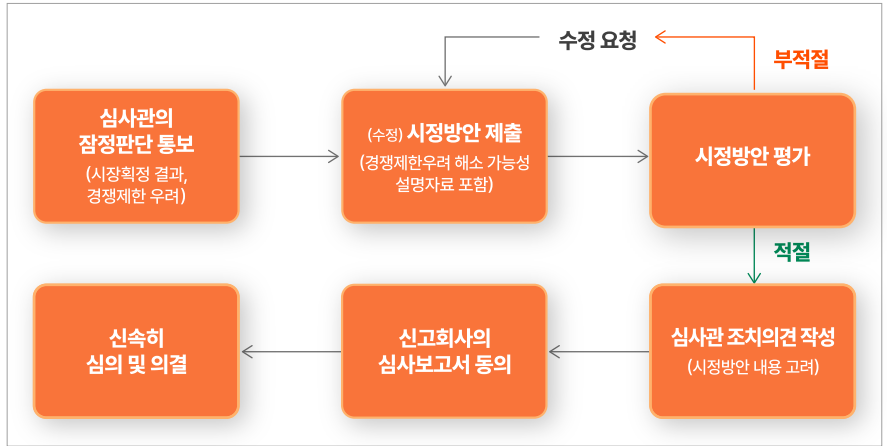 수정 요청
부적절
심사관의
잠정판단 통보
(시장획정 결과,
경쟁제한 우려)
(수정) 시정방안 제출
(경쟁제한우려 해소 가능성
설명자료 포함)
시정방안 평가
적절
심사관 조치의견 작성
(시정방안 내용 고려)
신고회사의
심사보고서 동의
신속히
심의 및 의결